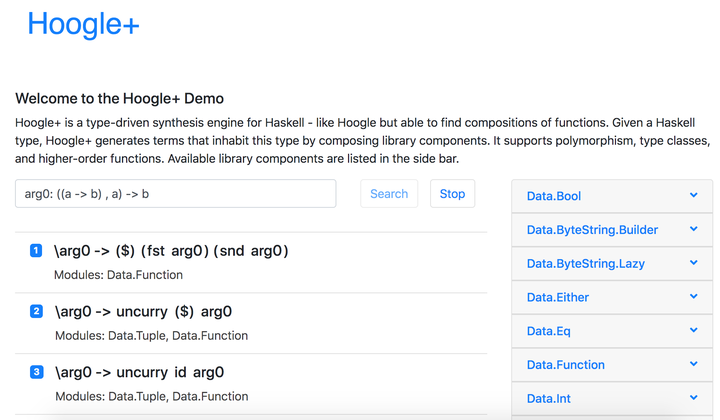 Hoogle+
Welcome to the Hoogle+ Demo
Hoogle+ is a type-driven synthesis engine for Haskell - like Hoogle but able to find compositions of functions. Given a Haskell
type, Hoogle+ generates terms that inhabit this type by composing library components. It supports polymorphism, type classes,
and higher-order functions. Available library components are listed in the side bar.
arg0: ((a -> b) , a) -> b
Search
Stop
1 \arg0 -> ($) (fst arg0) (snd arg0)
Modules: Data.Function
2 \arg0 -> uncurry ($) arg0
Modules: Data.Tuple, Data.Function
3 \arg0 -> uncurry id arg0
Modules: Data.Tuple, Data.Function
Data.Bool
Data.ByteString.Builder
Data.ByteString.Lazy
Data.Either
Data.Eq
Data.Function
Data.Int